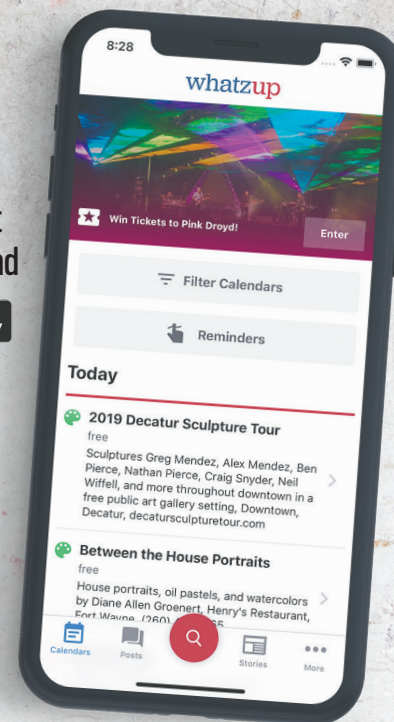 8:28
whatzup
Win Tickets to Pink Droyd!
Enter
Filter Calendars
Reminders
Today
2019 Decatur Sculpture Tour
free
Sculptures Greg Mendez, Alex Mendez, Ben
Pierce, Nathan Pierce, Craig Snyder, Neil
Wiffell, and more throughout downtown in a
free public art gallery setting, Downtown,
Decatur, decatursculpturetour.com
Between the House Portraits
free
House portraits, oil pastels, and watercolors
by Diane Allen Groenert, Henry's Restaurant,
Fort Wayne, (260)
Calendars
Posts
Stories
More